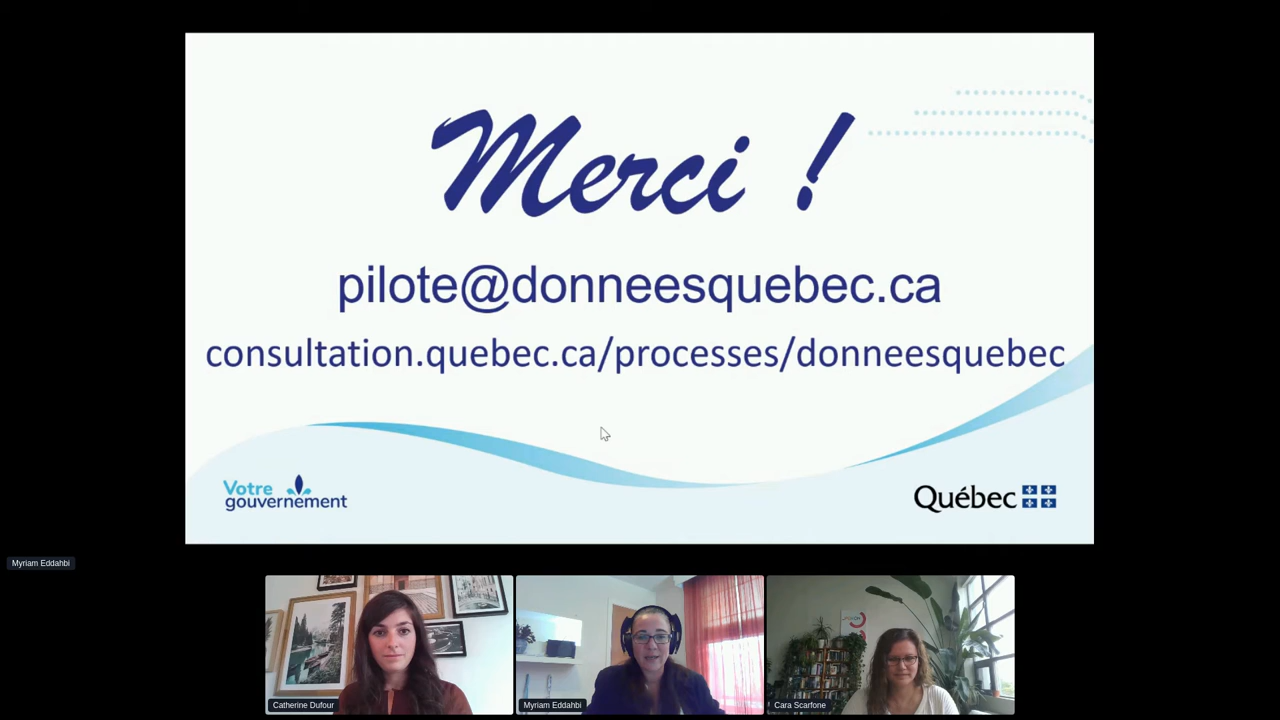 Merci !
pilote@donneesquebec.ca
consultation.quebec.ca/processes/donneesquebec
Votre
gouvernement
Québec
Myriam Eddahbi
Catherine Dufour
Myriam Eddahbi
Cara Scarfone